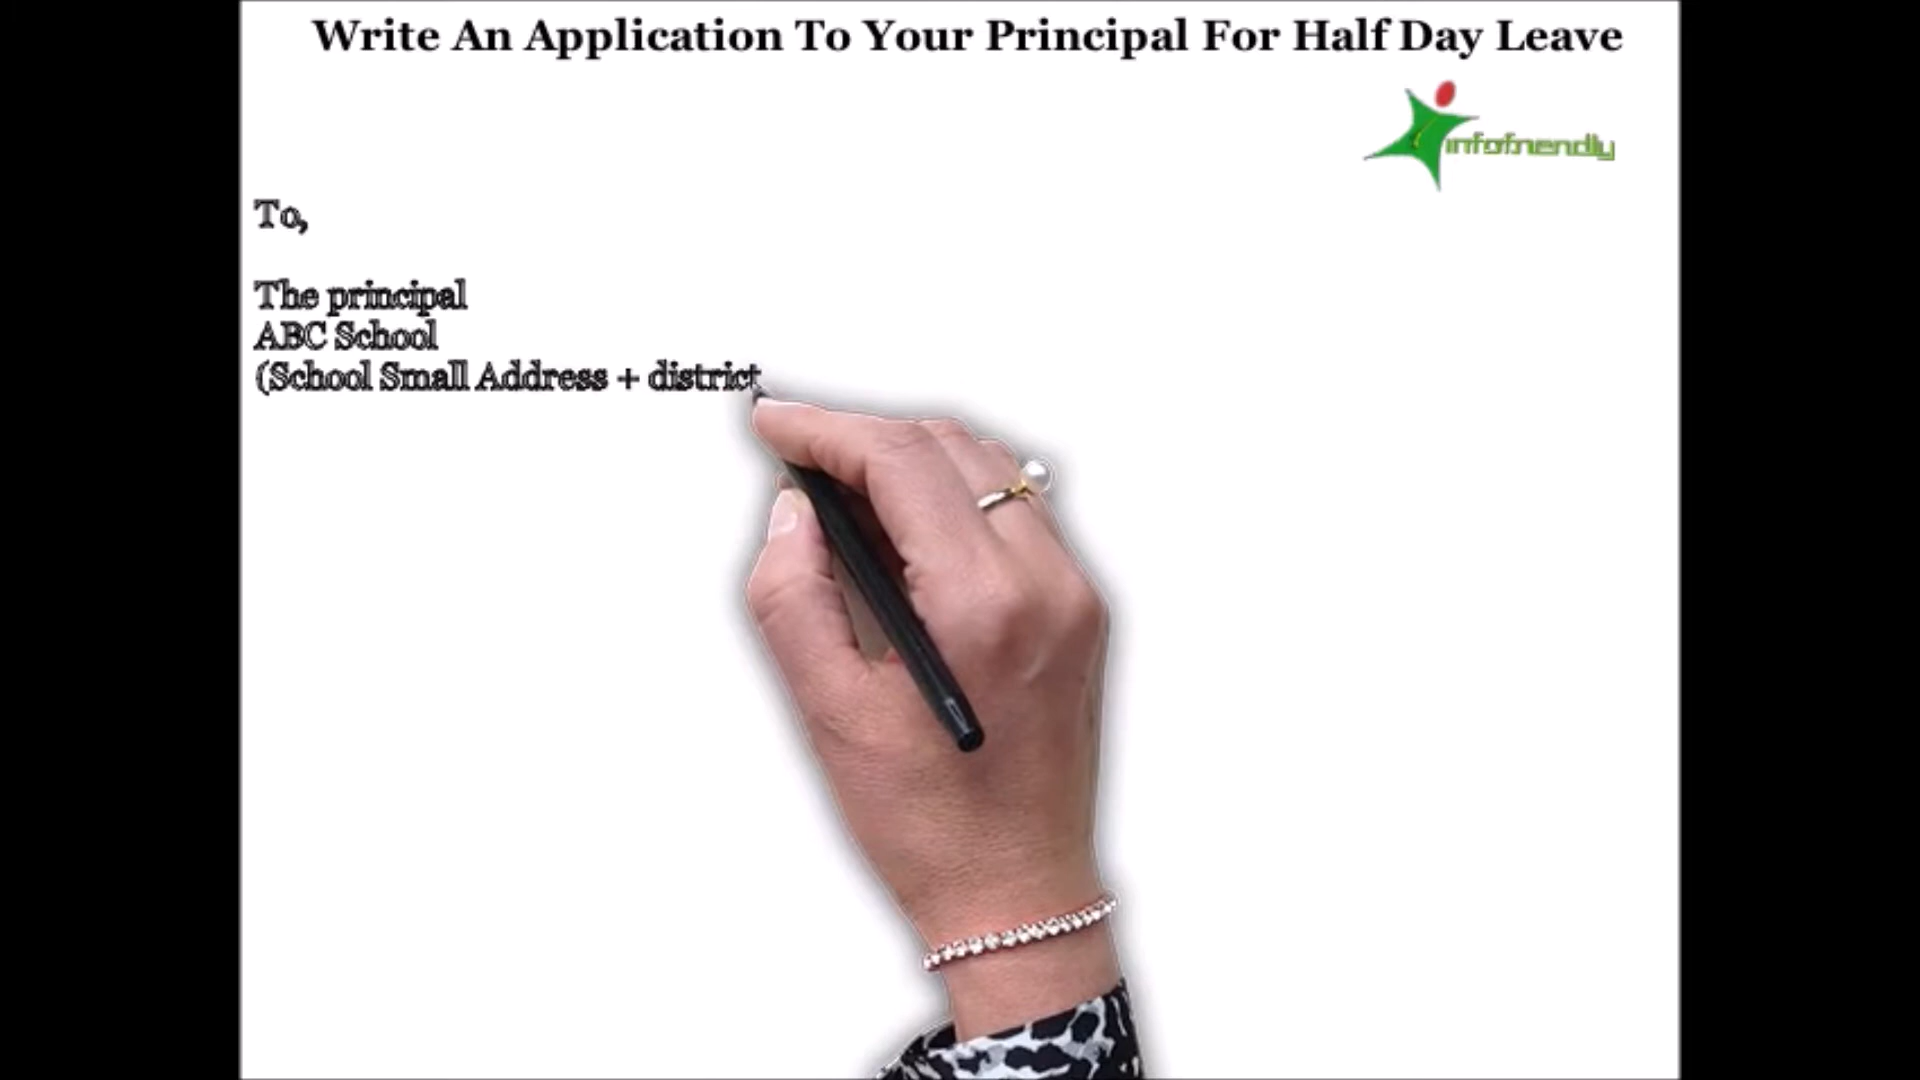 Write An Application To Your Principal For Half Day Leave
infofriendly
To,
The principal
ABC School
(School Small Address + district